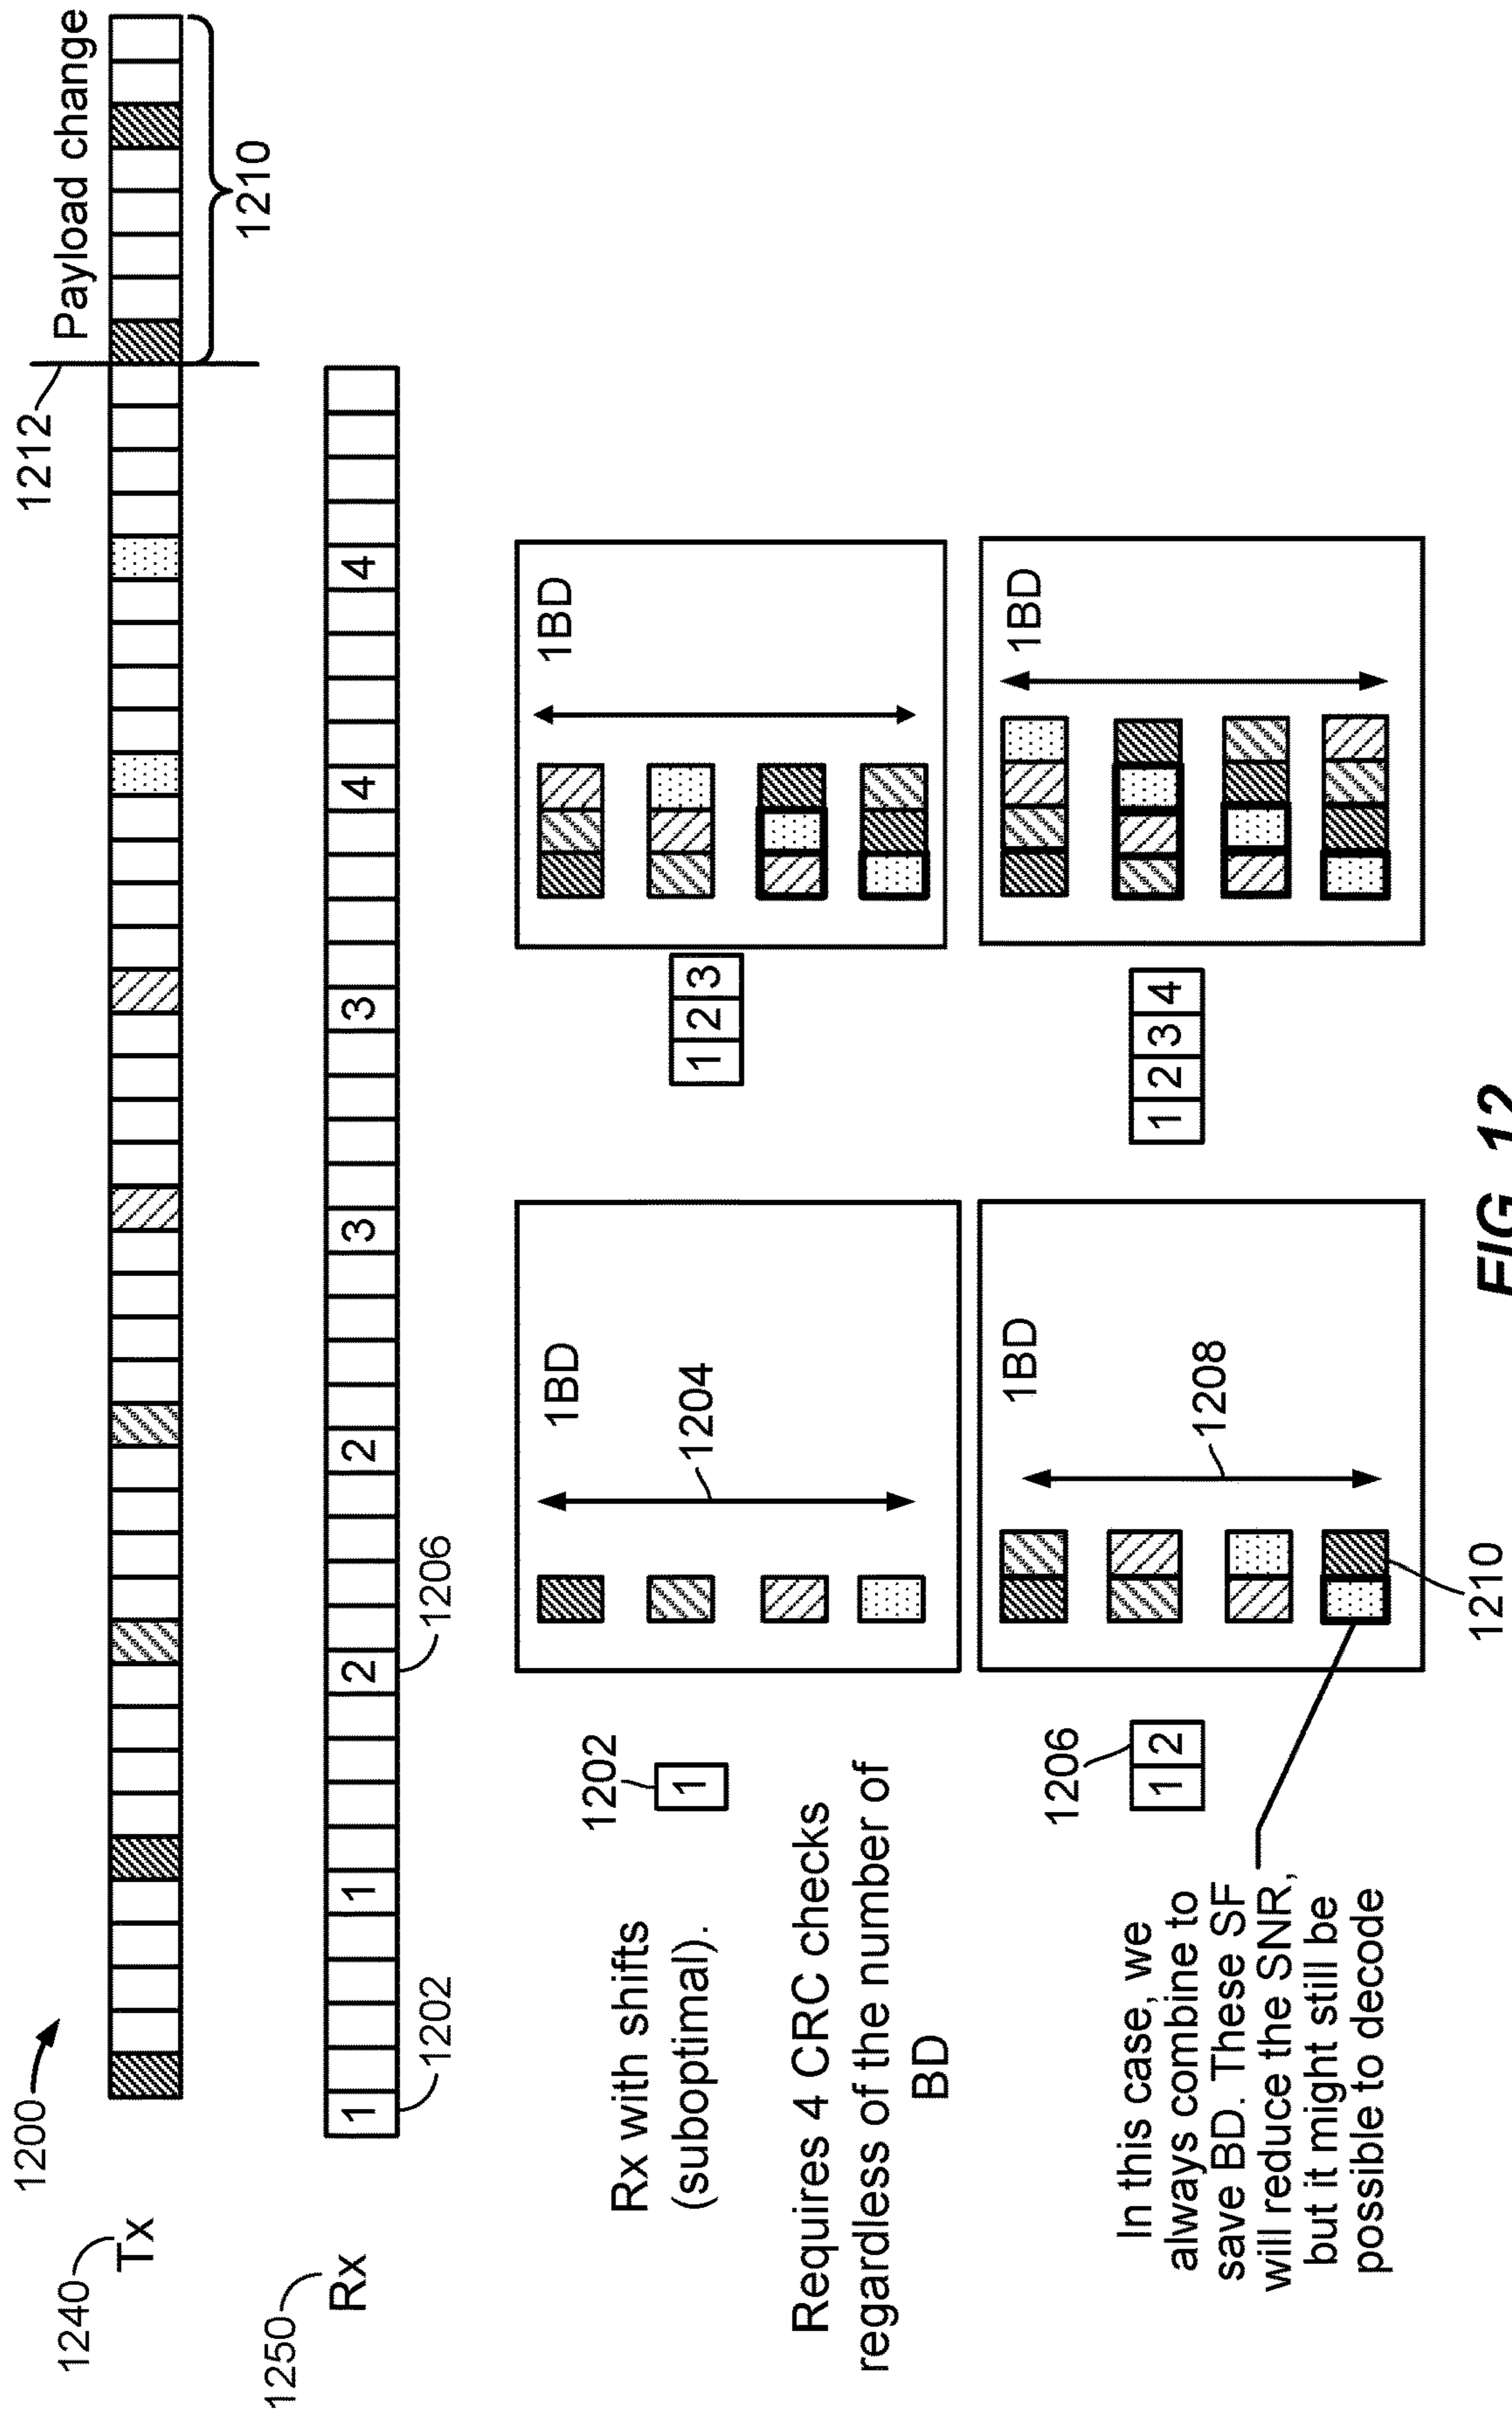 1200
1240
Tx
1212
Payload change
1210
1250
Rx
1 1 2 2 3 3 4 4
1202
1206
Rx with shifts
(suboptimal).
Requires 4 CRC checks
regardless of the number of
BD
1202
1
1BD
1204
1 2 3
1BD
In this case, we
always combine to
save BD. These SF
will reduce the SNR,
but it might still be
possible to decode
1206
1 2
1BD
1208
1210
1 2 3 4
1BD
FIG. 12